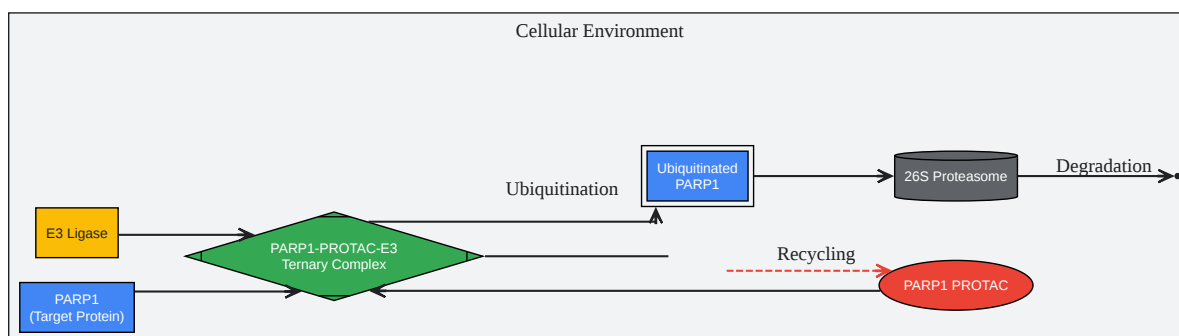 Cellular Environment
Ubiquitinated
PARP1
26S Proteasome
Degradation
Ubiquitination
E3 Ligase
PARP1-PROTAC-E3
Ternary Complex
Recycling
PARP1 PROTAC
PARP1
(Target Protein)